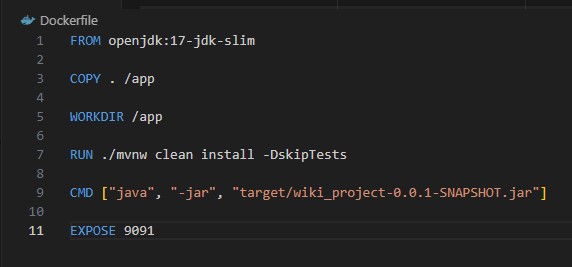 Dockerfile
1 FROM openjdk:17-jdk-slim
2
3 COPY . /app
4
5 WORKDIR /app
6
7 RUN ./mvnw clean install -DskipTests
8
9 CMD ["java", "-jar", "target/wiki_project-0.0.1-SNAPSHOT.jar"]
10
11 EXPOSE 9091